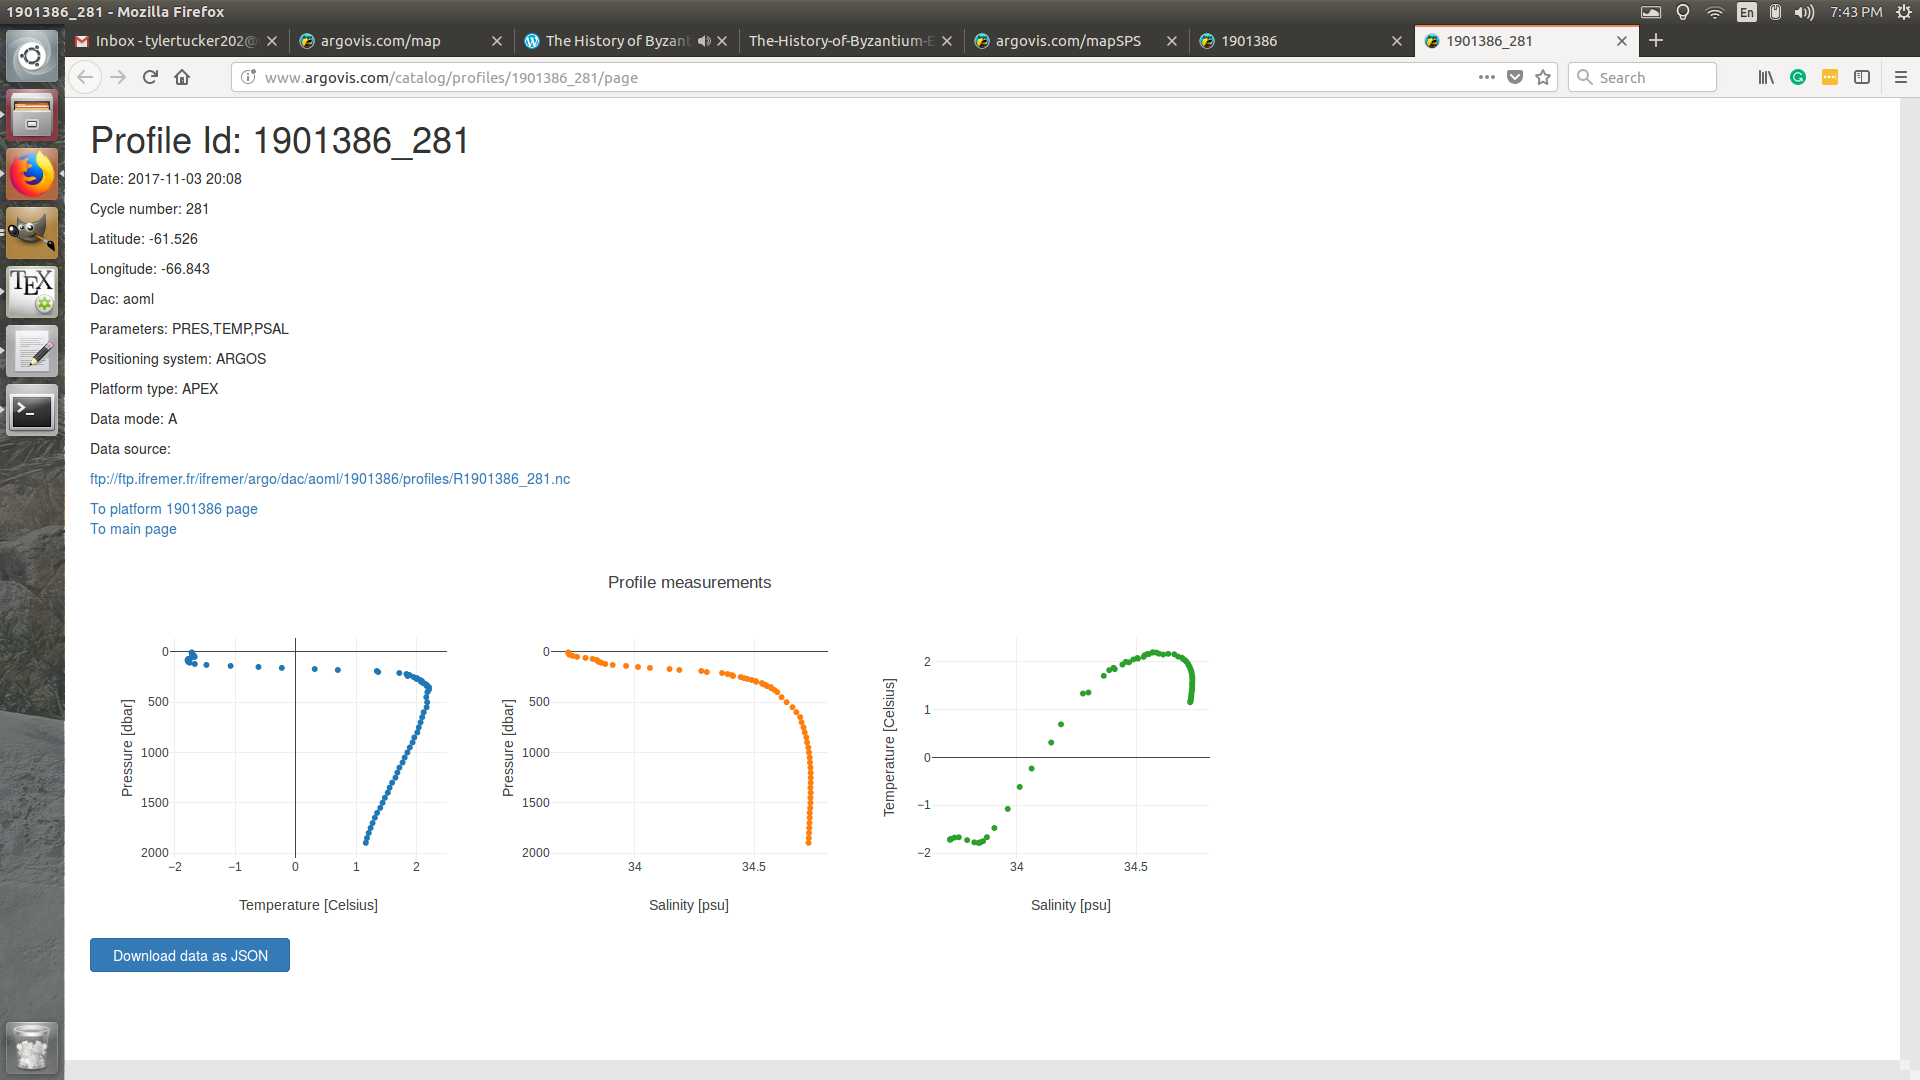 1901386_281 - Mozilla Firefox
En
7:43 PM
Inbox - tylertucker202@
argovis.com/map
The History of Byzant
The-History-of-Byzantium-E
argovis.com/mapSPS
1901386
1901386_281
www.argovis.com/catalog/profiles/1901386_281/page
Search
Profile Id: 1901386_281
Date: 2017-11-03 20:08
Cycle number: 281
Latitude: -61.526
Longitude: -66.843
Dac: aoml
Parameters: PRES,TEMP,PSAL
Positioning system: ARGOS
Platform type: APEX
Data mode: A
Data source:
ftp://ftp.ifremer.fr/ifremer/argo/dac/aoml/1901386/profiles/R1901386_281.nc
To platform 1901386 page
To main page
TEX
Profile measurements
0
500
1000
1500
2000
Pressure [dbar]
−2 −1 0 1 2
Temperature [Celsius]
0
500
1000
1500
2000
Pressure [dbar]
34 34.5
Salinity [psu]
2
1
0
−1
−2
Temperature [Celsius]
34 34.5
Salinity [psu]
Download data as JSON